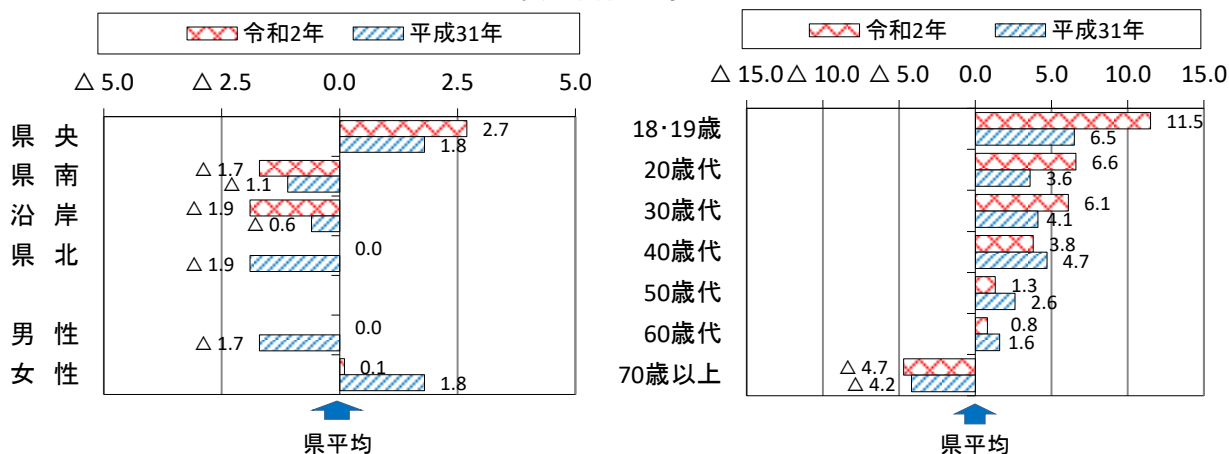 令和2年 平成31年
△ 5.0 △ 2.5 0.0 2.5 5.0
県央 2.7
1.8
県南 △ 1.7
△ 1.1
沿岸 △ 1.9
△ 0.6
県北 0.0
△ 1.9
男性 0.0
△ 1.7
女性 0.1
1.8
県平均
令和2年 平成31年
△ 15.0 △ 10.0 △ 5.0 0.0 5.0 10.0 15.0
18・19歳 11.5
6.5
20歳代 6.6
3.6
30歳代 6.1
4.1
40歳代 3.8
4.7
50歳代 1.3
2.6
60歳代 0.8
1.6
70歳以上 △ 4.7
△ 4.2
県平均